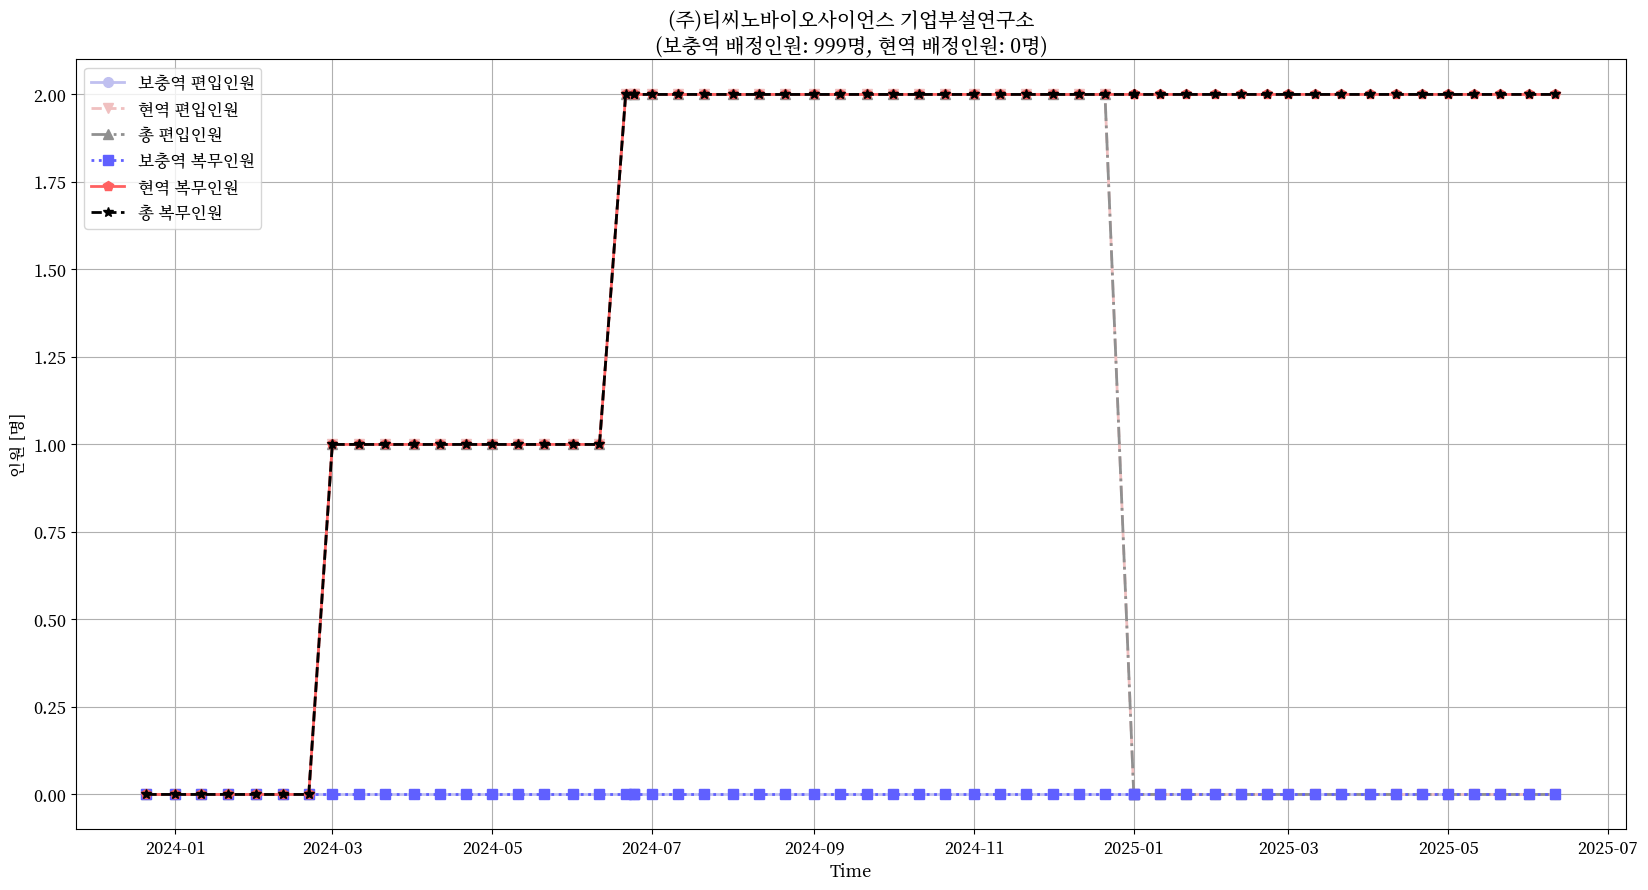 (주)티씨노바이오사이언스 기업부설연구소
(보충역 배정인원: 999명, 현역 배정인원: 0명)
보충역 편입인원
현역 편입인원
총 편입인원
보충역 복무인원
현역 복무인원
총 복무인원
2.00
1.75
1.50
1.25
1.00
0.75
0.50
0.25
0.00
인원 [명]
2024-01
2024-03
2024-05
2024-07
2024-09
2024-11
2025-01
2025-03
2025-05
2025-07
Time